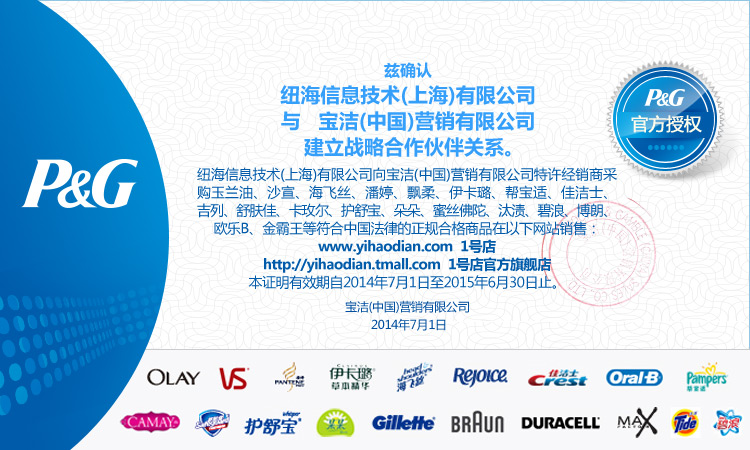 兹确认
纽海信息技术(上海)有限公司
与 宝洁(中国)营销有限公司
建立战略合作伙伴关系。
P&G
官方授权
P&G
纽海信息技术(上海)有限公司向宝洁(中国)营销有限公司特许经销商采
购玉兰油、沙宣、海飞丝、潘婷、飘柔、伊卡璐、帮宝适、佳洁士、
吉列、舒肤佳、卡玫尔、护舒宝、朵朵、蜜丝佛陀、汰渍、碧浪、博朗、
欧乐B、金霸王等符合中国法律的正规合格商品在以下网站销售：
www.yihaodian.com 1号店
http://yihaodian.tmall.com 1号店官方旗舰店
本证明有效期自2014年7月1日至2015年6月30日止。
宝洁(中国)营销有限公司
2014年7月1日
OLAY VS PANTENE 伊卡璐 草本精华 head & shoulders 海飞丝 REJOICE. 佳洁士 Crest Oral-B Pampers 帮宝适
CAMAY 护舒宝 whisper 朵朵 Gillette BRAUN DURACELL MAX FACTOR Tide 碧浪